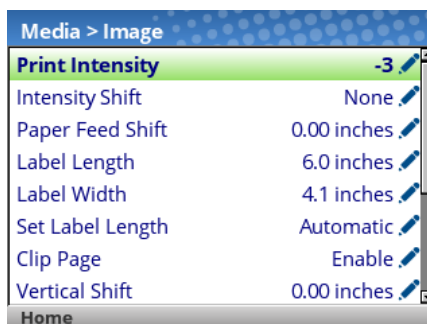 Media > Image
Print Intensity -3
Intensity Shift None
Paper Feed Shift 0.00 inches
Label Length 6.0 inches
Label Width 4.1 inches
Set Label Length Automatic
Clip Page Enable
Vertical Shift 0.00 inches
Home